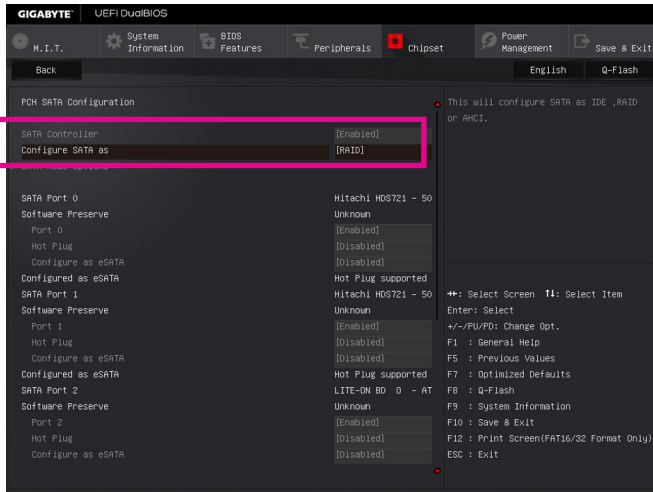 GIGABYTE™ UEFI DualBIOS
M.I.T. System Information BIOS Features Peripherals Chipset Power Management Save & Exit
Back English Q-Flash
PCH SATA Configuration
This will configure SATA as IDE ,RAID
or AHCI.
SATA Controller [Enabled]
Configure SATA as [RAID]
SATA Port 0 Hitachi HDS721 - 50
Software Preserve Unknown
Port 0 [Enabled]
Hot Plug [Disabled]
Configure as eSATA [Disabled]
Configured as eSATA Hot Plug supported
SATA Port 1 Hitachi HDS721 - 50
Software Preserve Unknown
Port 1 [Enabled]
Hot Plug [Disabled]
Configure as eSATA [Disabled]
Configured as eSATA Hot Plug supported
SATA Port 2 LITE-ON BD 0 - AT
Software Preserve Unknown
Port 2 [Enabled]
Hot Plug [Disabled]
Configure as eSATA [Disabled]
→←: Select Screen ↑↓: Select Item
Enter: Select
+/-/PU/PD: Change Opt.
F1 : General Help
F5 : Previous Values
F7 : Optimized Defaults
F8 : Q-Flash
F9 : System Information
F10 : Save & Exit
F12 : Print Screen(FAT16/32 Format Only)
ESC : Exit